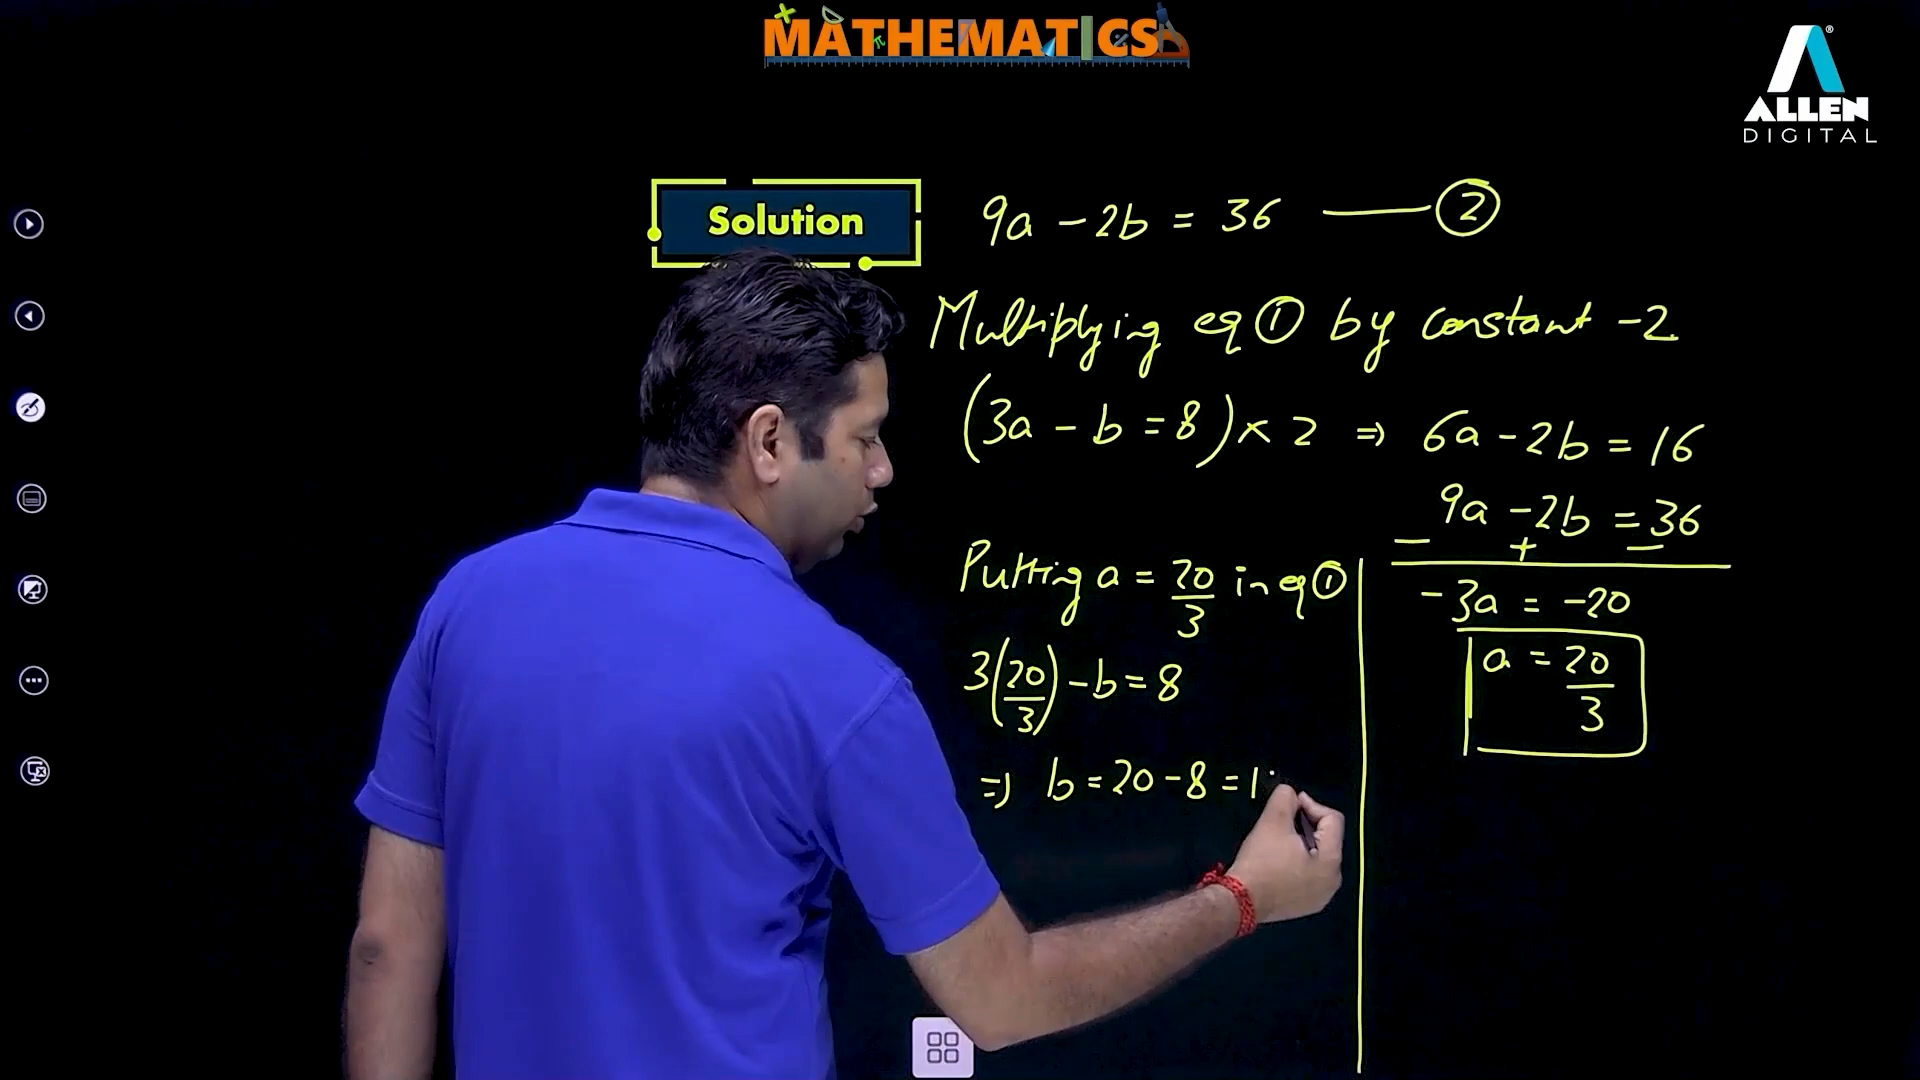 MATHEMATICS
ALLEN
DIGITAL
Solution
9a - 2b = 36 — ②
Multiplying eq ① by constant -2
(3a - b = 8) × 2 ⇒ 6a - 2b = 16
9a - 2b = 36
− + −
-3a = -20
a = 20/3
Putting a = 20/3 in eq ①
3(20/3) - b = 8
⇒ b = 20 - 8 = 1